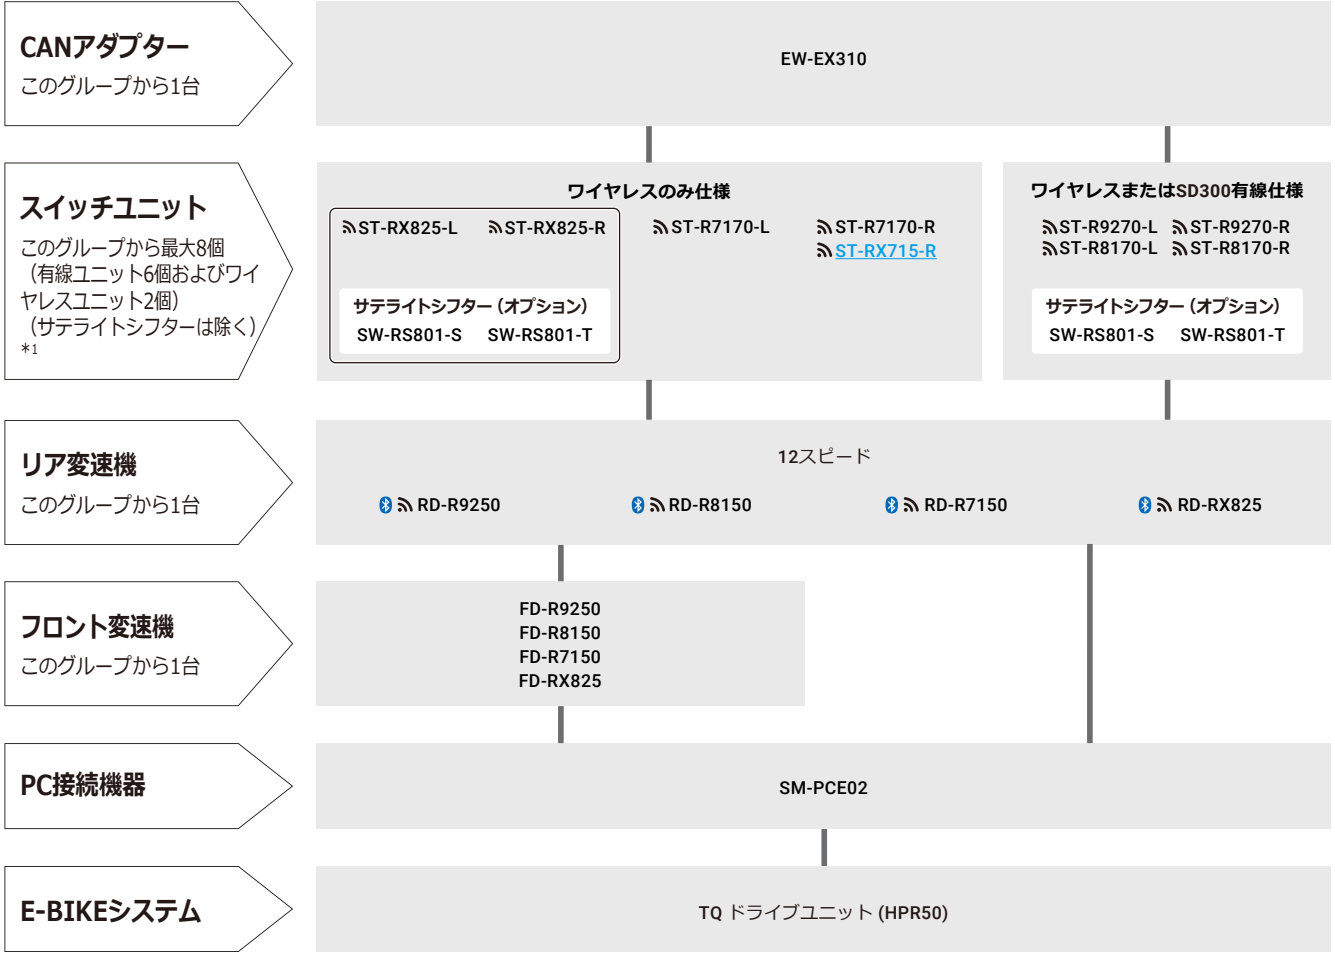 CANアダプター
このグループから1台
EW-EX310
スイッチユニット
このグループから最大8個
（有線ユニット6個およびワイ
ヤレスユニット2個）
（サテライトシフターは除く）
*1
ワイヤレスのみ仕様
ST-RX825-L ST-RX825-R ST-R7170-L ST-R7170-R
ST-RX715-R
サテライトシフター（オプション）
SW-RS801-S SW-RS801-T
ワイヤレスまたはSD300有線仕様
ST-R9270-L ST-R9270-R
ST-R8170-L ST-R8170-R
サテライトシフター（オプション）
SW-RS801-S SW-RS801-T
リア変速機
このグループから1台
12スピード
RD-R9250 RD-R8150 RD-R7150 RD-RX825
フロント変速機
このグループから1台
FD-R9250
FD-R8150
FD-R7150
FD-RX825
PC接続機器
SM-PCE02
E-BIKEシステム
TQ ドライブユニット (HPR50)